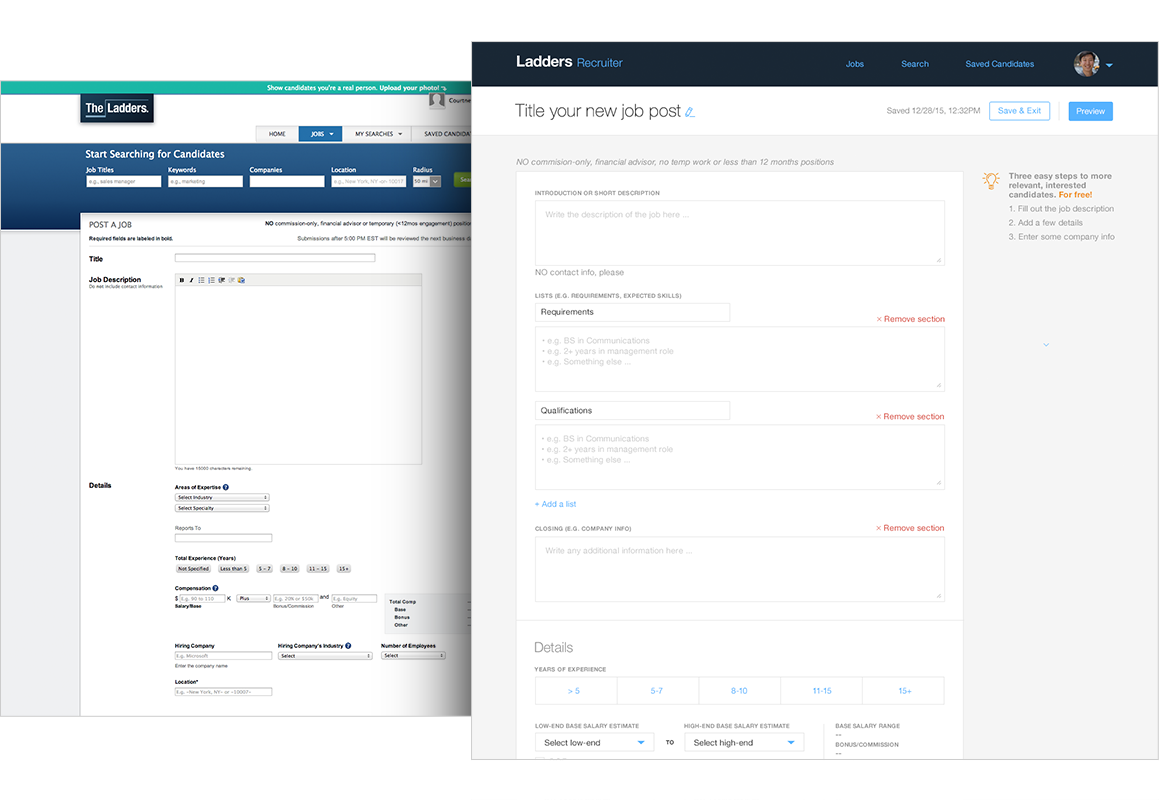 Show candidates you're a real person. Upload your photo!
The Ladders.
HOME
JOBS
MY SEARCHES
Start Searching for Candidates
Job Titles
Keywords
Companies
Location
Radius
e.g., sales manager
e.g., marketing
e.g., New York, NY -or- 10011
50 mi
POST A JOB
NO commission-only, financial advisor or temporary (<12mos engagement)
Required fields are labeled in bold.
Submissions after 5:00 PM EST will be reviewed the next business
Title
Job Description
Do not include contact information
B I
You have 15000 characters remaining
Details
Areas of Expertise ?
Select Industry
Select Specialty
Reports To
Total Experience (Years)
Not Specified
Less than 5
5 – 7
8 – 10
11 – 15
15+
Compensation ?
$ e.g. 90 to 110 K Plus e.g. 20% or $10k and e.g. Equity
Salary/Base
Bonus/Commission
Other
Total Comp
Base
Bonus
Other
Hiring Company
Hiring Company's Industry ?
Number of Employees
e.g. Microsoft
Select
Select
Enter the company name
Location*
e.g. <New York, NY> or <10007>
Ladders Recruiter
Jobs
Search
Saved Candidates
Title your new job post
Saved 12/28/15, 12:32PM
Save & Exit
Preview
NO commision-only, financial advisor, no temp work or less than 12 months positions
INTRODUCTION OR SHORT DESCRIPTION
Write the description of the job here ...
NO contact info, please
LISTS (E.G. REQUIREMENTS, EXPECTED SKILLS)
Requirements
× Remove section
• e.g. BS in Communications
• e.g. 2+ years in management role
• e.g. Something else ...
Qualifications
× Remove section
• e.g. BS in Communications
• e.g. 2+ years in management role
• e.g. Something else ...
+ Add a list
CLOSING (E.G. COMPANY INFO)
× Remove section
Write any additional information here ...
Details
YEARS OF EXPERIENCE
> 5
5-7
8-10
11-15
15+
LOW-END BASE SALARY ESTIMATE
HIGH-END BASE SALARY ESTIMATE
BASE SALARY RANGE
--
Select low-end
TO
Select high-end
BONUS/COMMISSION
--
Three easy steps to more
relevant, interested
candidates. For free!
1. Fill out the job description
2. Add a few details
3. Enter some company info